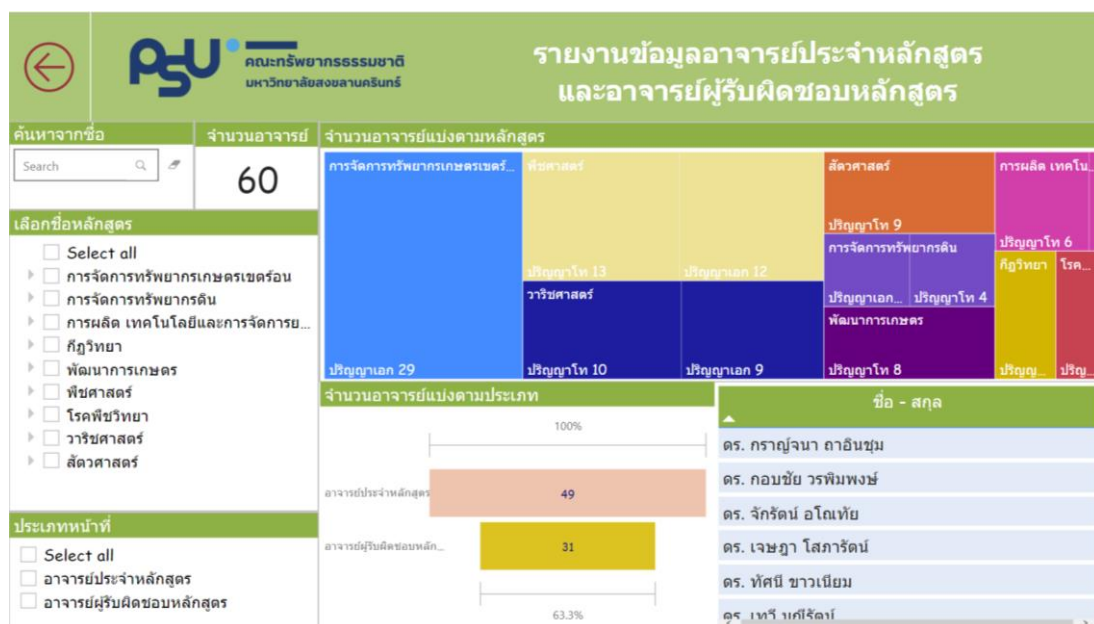 PSU
คณะทรัพยากรธรรมชาติ
มหาวิทยาลัยสงขลานครินทร์
รายงานข้อมูลอาจารย์ประจำหลักสูตร
และอาจารย์ผู้รับผิดชอบหลักสูตร
ค้นหาจากชื่อ
Search
จำนวนอาจารย์
60
เลือกชื่อหลักสูตร
Select all
การจัดการทรัพยากรเกษตรเขตร้อน
การจัดการทรัพยากรดิน
การผลิต เทคโนโลยีและการจัดการย...
กีฏวิทยา
พัฒนาการเกษตร
พืชศาสตร์
โรคพืชวิทยา
วาริชศาสตร์
สัตวศาสตร์
ประเภทหน้าที่
Select all
อาจารย์ประจำหลักสูตร
อาจารย์ผู้รับผิดชอบหลักสูตร
จำนวนอาจารย์แบ่งตามหลักสูตร
การจัดการทรัพยากรเกษตรเขตร้...
ปริญญาเอก 29
พืชศาสตร์
ปริญญาโท 13
ปริญญาเอก 12
วาริชศาสตร์
ปริญญาโท 10
ปริญญาเอก 9
สัตวศาสตร์
ปริญญาโท 9
การจัดการทรัพยากรดิน
ปริญญาเอก...
ปริญญาโท 4
พัฒนาการเกษตร
ปริญญาโท 8
การผลิต เทคโน...
ปริญญาโท 6
กีฏวิทยา
ปริญญ...
โรค...
ปริญ...
จำนวนอาจารย์แบ่งตามประเภท
100%
อาจารย์ประจำหลักสูตร
49
อาจารย์ผู้รับผิดชอบหลัก...
31
63.3%
ชื่อ - สกุล
ดร. กราญ์จนา ถาอินชุม
ดร. กอบชัย วรพิมพงษ์
ดร. จักรัตน์ อโณทัย
ดร. เจษฎา โสภารัตน์
ดร. ทัศนี ขาวเนียม
ดร. เทวี มณีรัตน์